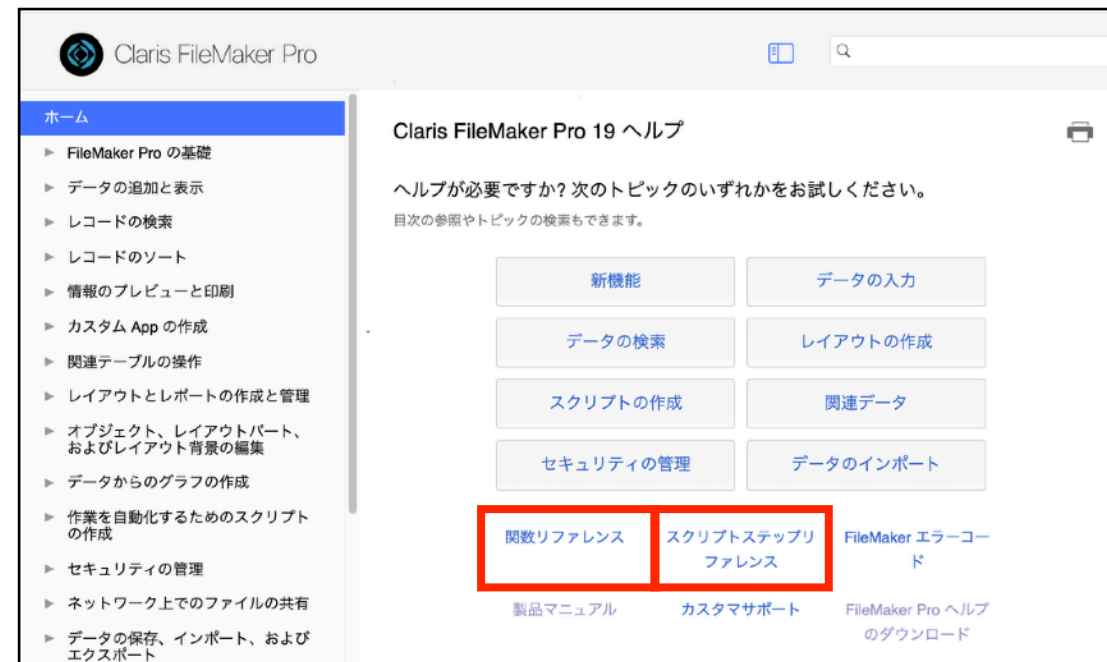 Claris FileMaker Pro
ホーム
FileMaker Pro の基礎
データの追加と表示
レコードの検索
レコードのソート
情報のプレビューと印刷
カスタム App の作成
関連テーブルの操作
レイアウトとレポートの作成と管理
オブジェクト、レイアウトパート、
およびレイアウト背景の編集
データからのグラフの作成
作業を自動化するためのスクリプト
の作成
セキュリティの管理
ネットワーク上でのファイルの共有
データの保存、インポート、および
エクスポート
Claris FileMaker Pro 19 ヘルプ
ヘルプが必要ですか? 次のトピックのいずれかをお試しください。
目次の参照やトピックの検索もできます。
新機能
データの入力
データの検索
レイアウトの作成
スクリプトの作成
関連データ
セキュリティの管理
データのインポート
関数リファレンス
スクリプトステップリ
ファレンス
FileMaker エラーコー
ド
製品マニュアル
カスタマサポート
FileMaker Pro ヘルプ
のダウンロード